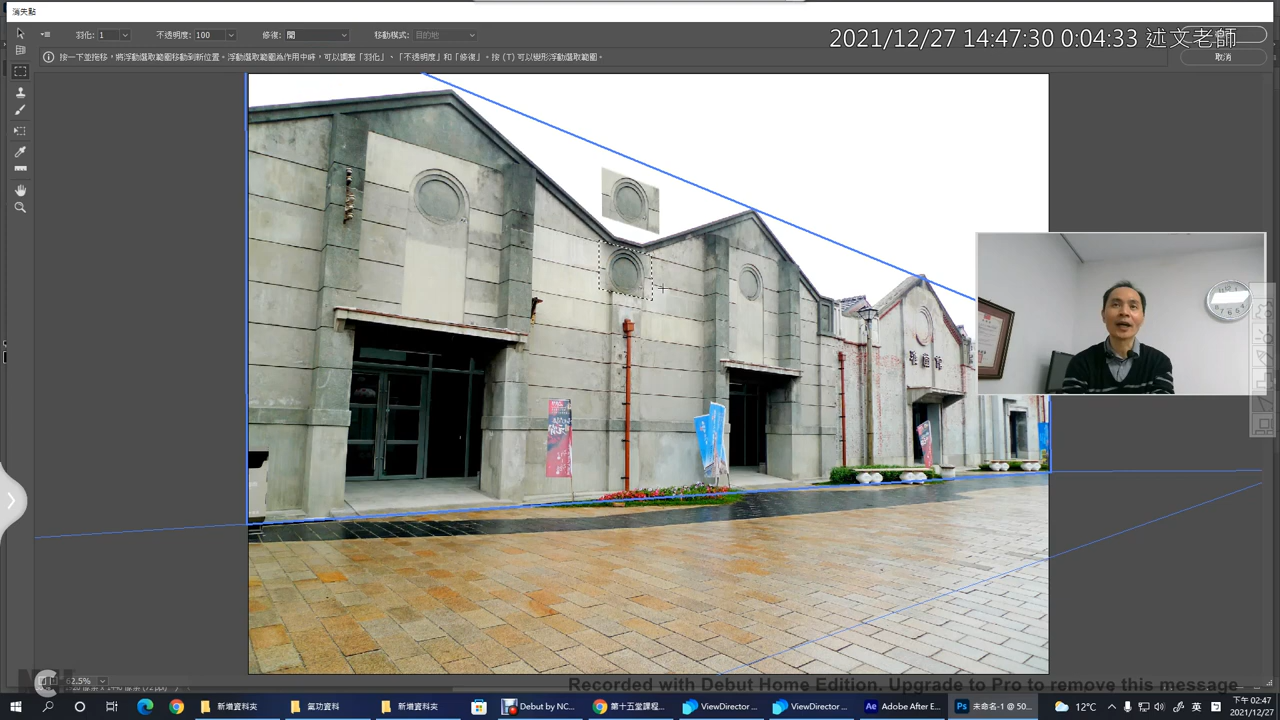 消失點
羽化: 1 不透明度: 100 修復: 關 移動模式: 目的地
2021/12/27 14:47:30 0:04:33 述文老師
按一下並拖移,將浮動選取範圍移動到新位置。浮動選取範圍為作用中時,可以調整「羽化」、「不透明度」和「修復」。按 (T) 可以變形浮動選取範圍。
取消
62.5%
Recorded with Debut Home Edition. Upgrade to Pro to remove this message
新增資料夾
氣功資料
新增資料夾
Debut by NC...
第十五堂課程...
ViewDirector ...
ViewDirector ...
Adobe After E...
未命名-1 @ 50...
12°C
英
下午 02:47
2021/12/27